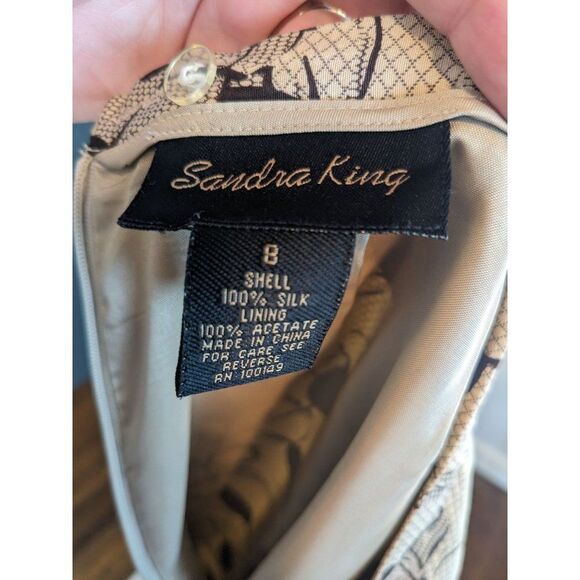 Sandra King
8
SHELL
100% SILK
LINING
100% ACETATE
MADE IN CHINA
FOR CARE SEE
REVERSE
RN 100149